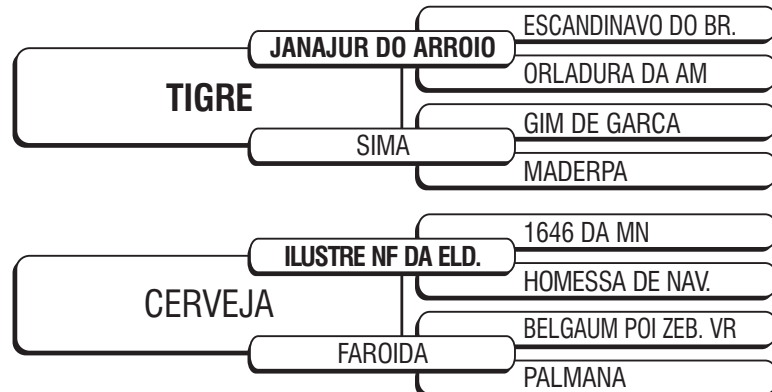 ESCANDINAVO DO BR.
JANAJUR DO ARROIO
ORLADURA DA AM
TIGRE
GIM DE GARCA
SIMA
MADERPA
1646 DA MN
ILUSTRE NF DA ELD.
HOMESSA DE NAV.
CERVEJA
BELGAUM POI ZEB. VR
FAROIDA
PALMANA